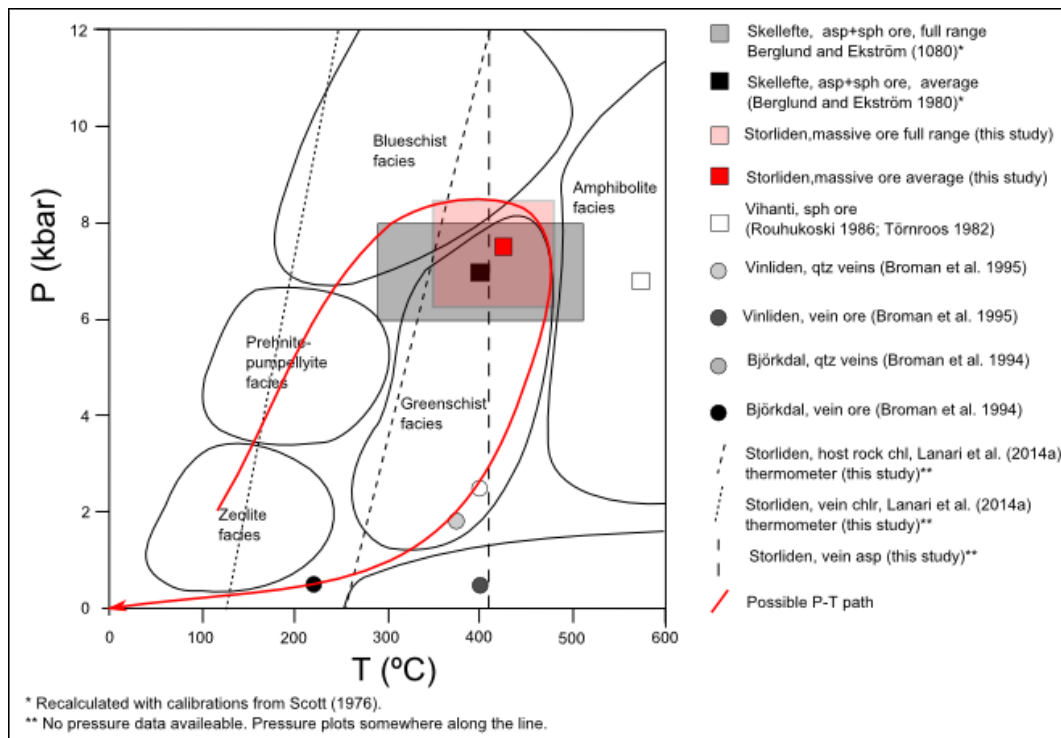 12
10
8
6
4
2
0
P (kbar)
0
100
200
300
400
500
600
T (ºC)
Blueschist
facies
Amphibolite
facies
Prehnite-
pumpellyite
facies
Greenschist
facies
Zeolite
facies
Skellefte, asp+sph ore, full range
Berglund and Ekström (1080)*
Skellefte, asp+sph ore, average
(Berglund and Ekström 1980)*
Storliden,massive ore full range (this study)
Storliden,massive ore average (this study)
Vihanti, sph ore
(Rouhukoski 1986; Törnroos 1982)
Vinliden, qtz veins (Broman et al. 1995)
Vinliden, vein ore (Broman et al. 1995)
Björkdal, qtz veins (Broman et al. 1994)
Björkdal, vein ore (Broman et al. 1994)
Storliden, host rock chl, Lanari et al. (2014a)
thermometer (this study)**
Storliden, vein chlr, Lanari et al. (2014a)
thermometer (this study)**
Storliden, vein asp (this study)**
Possible P-T path
* Recalculated with calibrations from Scott (1976).
** No pressure data availeable. Pressure plots somewhere along the line.